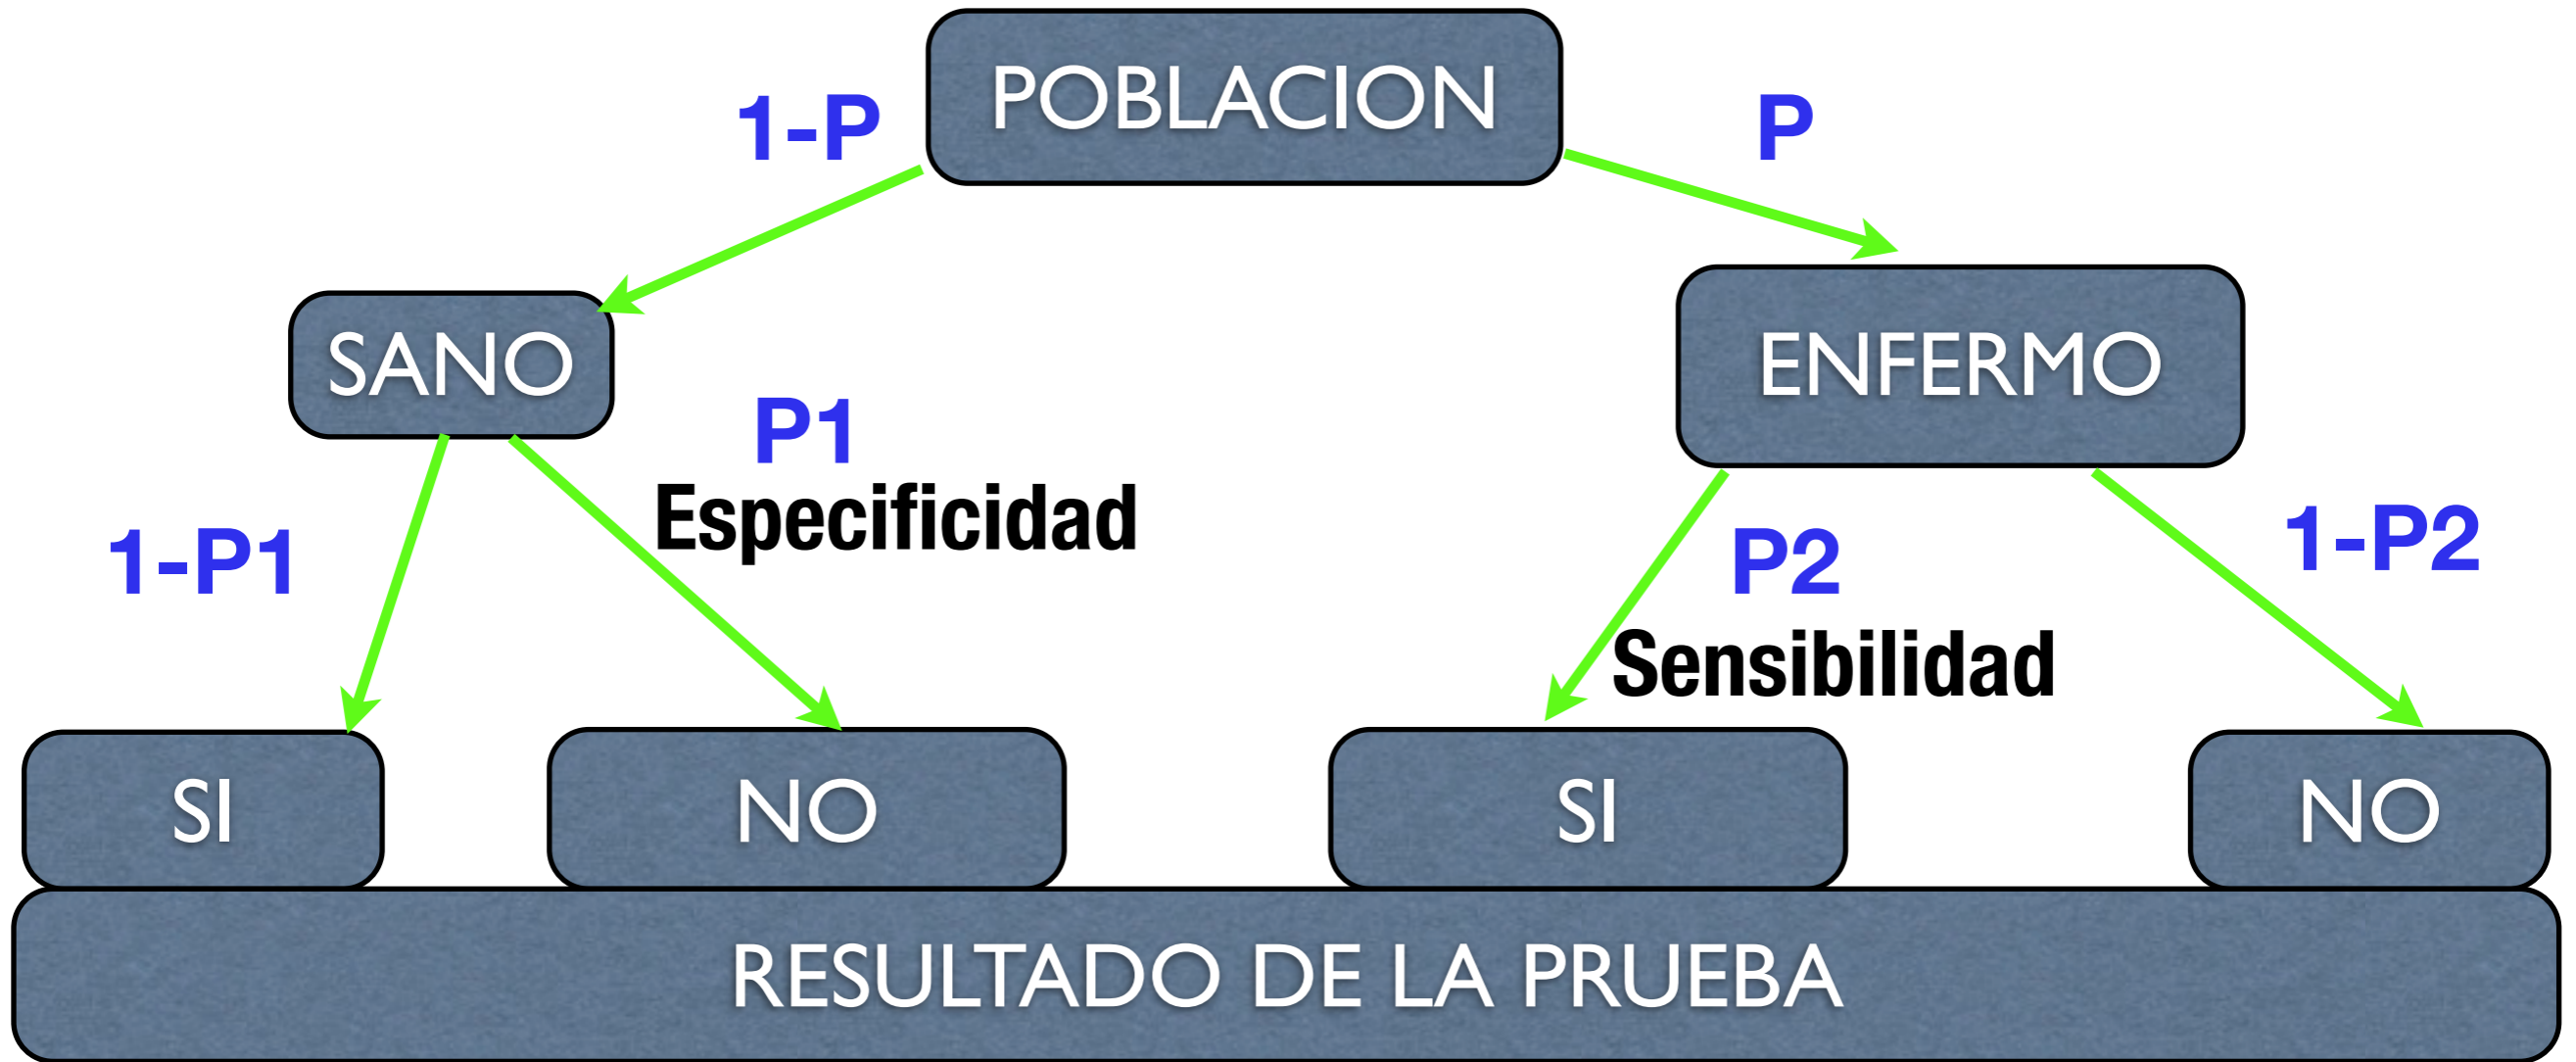 POBLACION
1-P
P
SANO
ENFERMO
P1
Especificidad
1-P1
P2
Sensibilidad
1-P2
SI
NO
SI
NO
RESULTADO DE LA PRUEBA